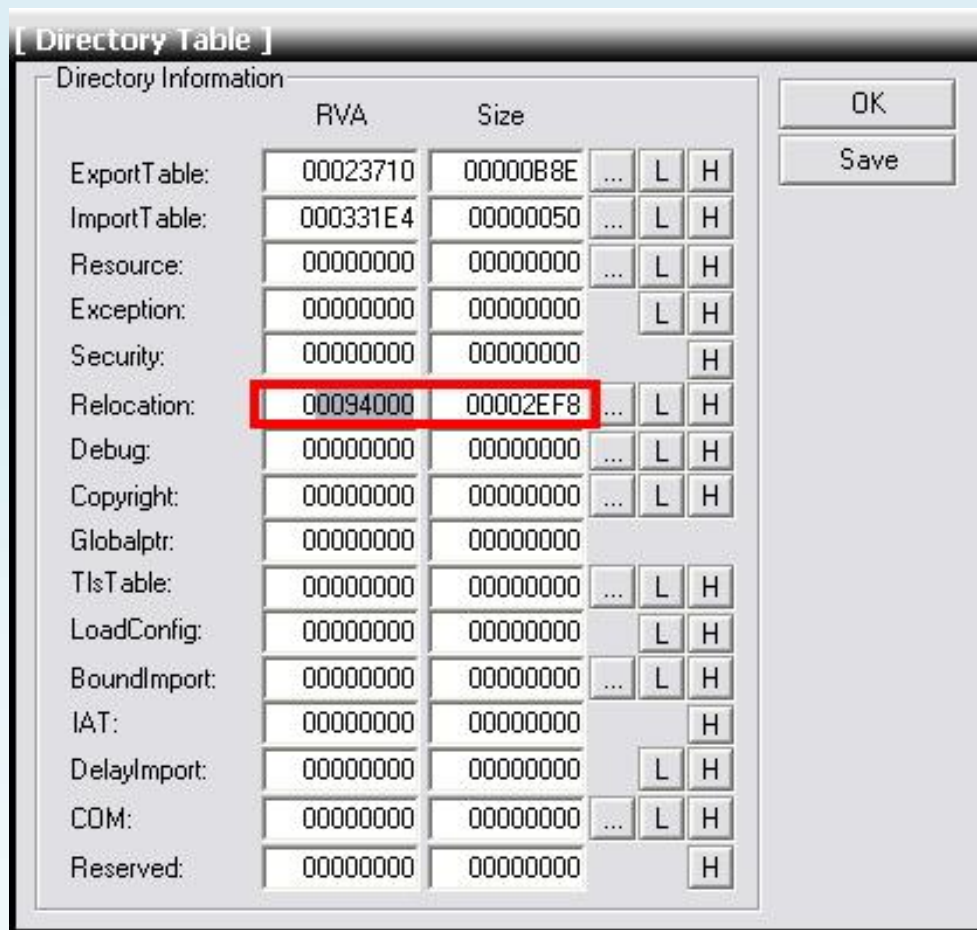 [ Directory Table ]
Directory Information
RVA Size
OK
Save
ExportTable: 00023710 00000B8E ... L H
ImportTable: 000331E4 00000050 ... L H
Resource: 00000000 00000000 ... L H
Exception: 00000000 00000000 L H
Security: 00000000 00000000 H
Relocation: 00094000 00002EF8 ... L H
Debug: 00000000 00000000 ... L H
Copyright: 00000000 00000000 ... L H
Globalptr: 00000000 00000000
TlsTable: 00000000 00000000 ... L H
LoadConfig: 00000000 00000000 L H
BoundImport: 00000000 00000000 ... L H
IAT: 00000000 00000000 H
DelayImport: 00000000 00000000 L H
COM: 00000000 00000000 ... L H
Reserved: 00000000 00000000 H